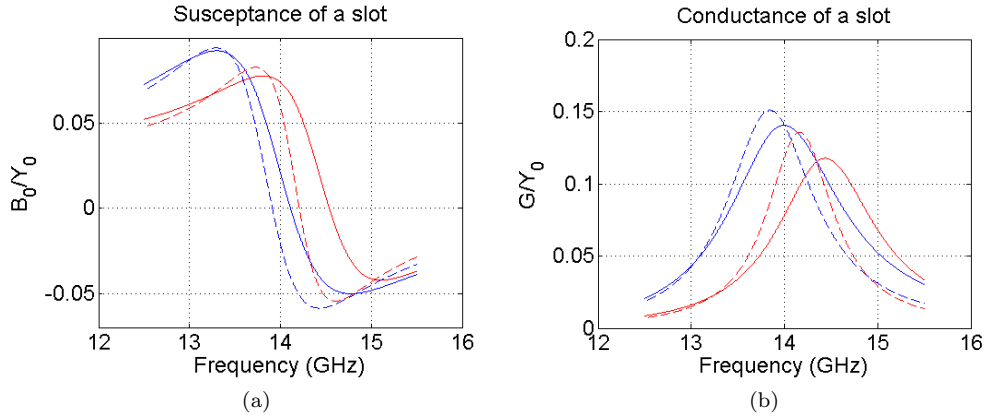 Susceptance of a slot
B0/Y0
0.05
0
-0.05
12 13 14 15 16
Frequency (GHz)
(a)
Conductance of a slot
G/Y0
0.2
0.15
0.1
0.05
0
12 13 14 15 16
Frequency (GHz)
(b)